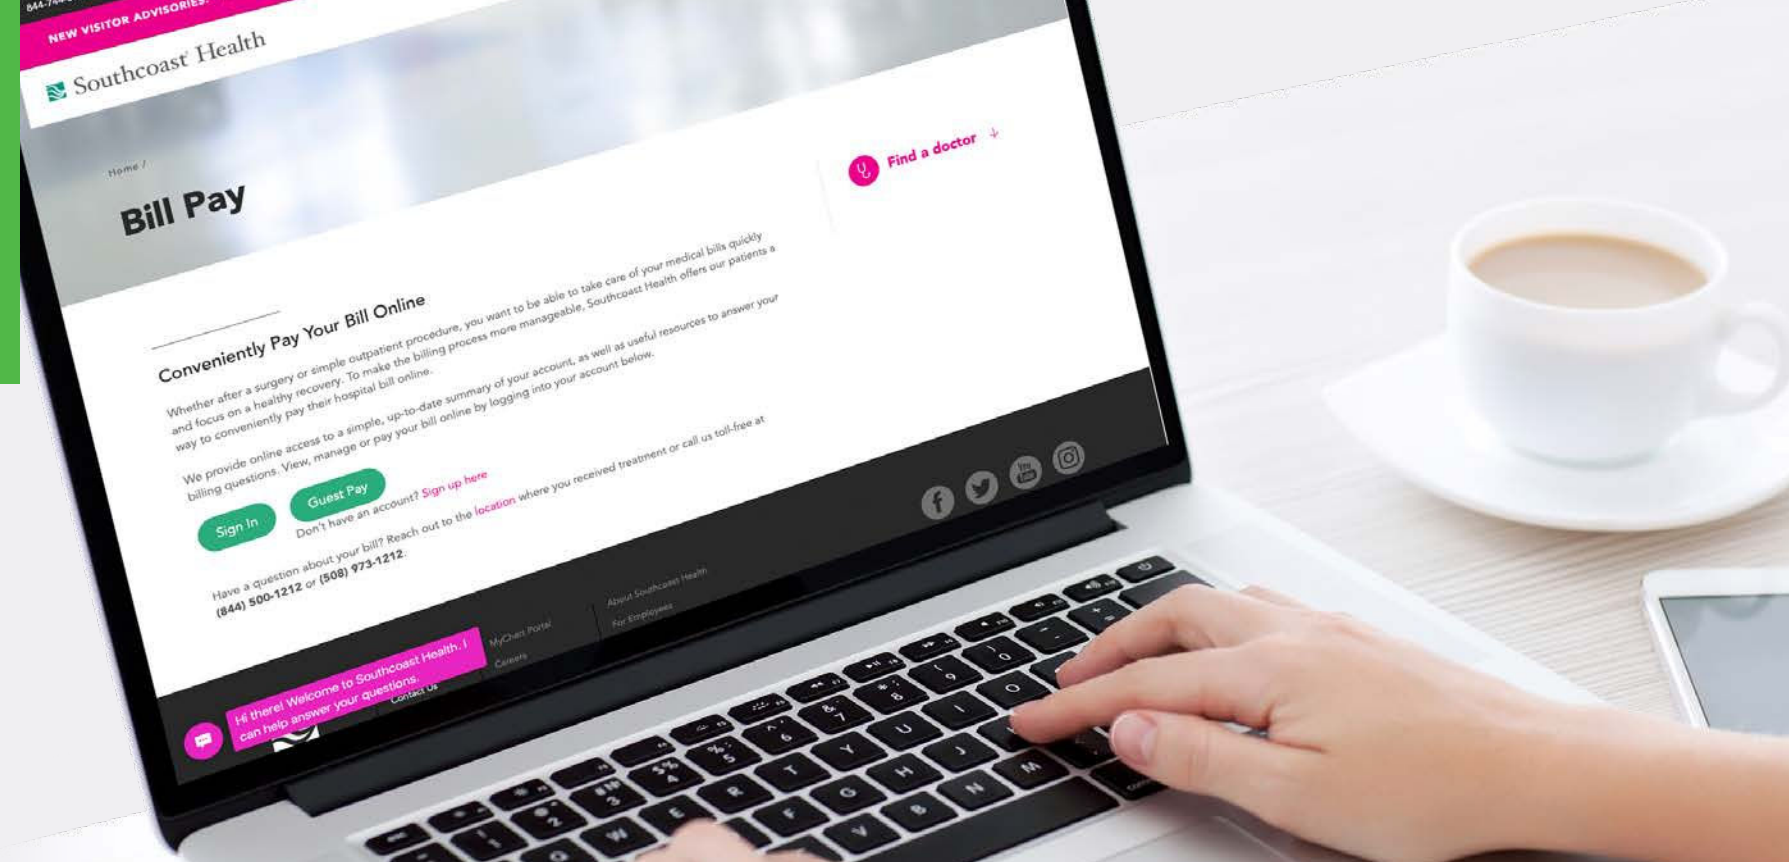 NEW VISITOR ADVISORIES
Southcoast Health
Home /
Bill Pay
Find a doctor ↓
Conveniently Pay Your Bill Online
Whether after a surgery or simple outpatient procedure, you want to be able to take care of your medical bills quickly
and focus on a healthy recovery. To make the billing process more manageable, Southcoast Health offers our patients a
way to conveniently pay their hospital bill online.
We provide online access to a simple, up-to-date summary of your account, as well as useful resources to answer your
billing questions. View, manage or pay your bill online by logging into your account below.
Sign In
Guest Pay
Don't have an account? Sign up here
Have a question about your bill? Reach out to the location where you received treatment or call us toll-free at
(844) 500-1212 or (508) 973-1212.
MyChart Portal
Careers
Contact Us
About Southcoast Health
For Employees
You
Tube
Hi there! Welcome to Southcoast Health. I
can help answer your questions.